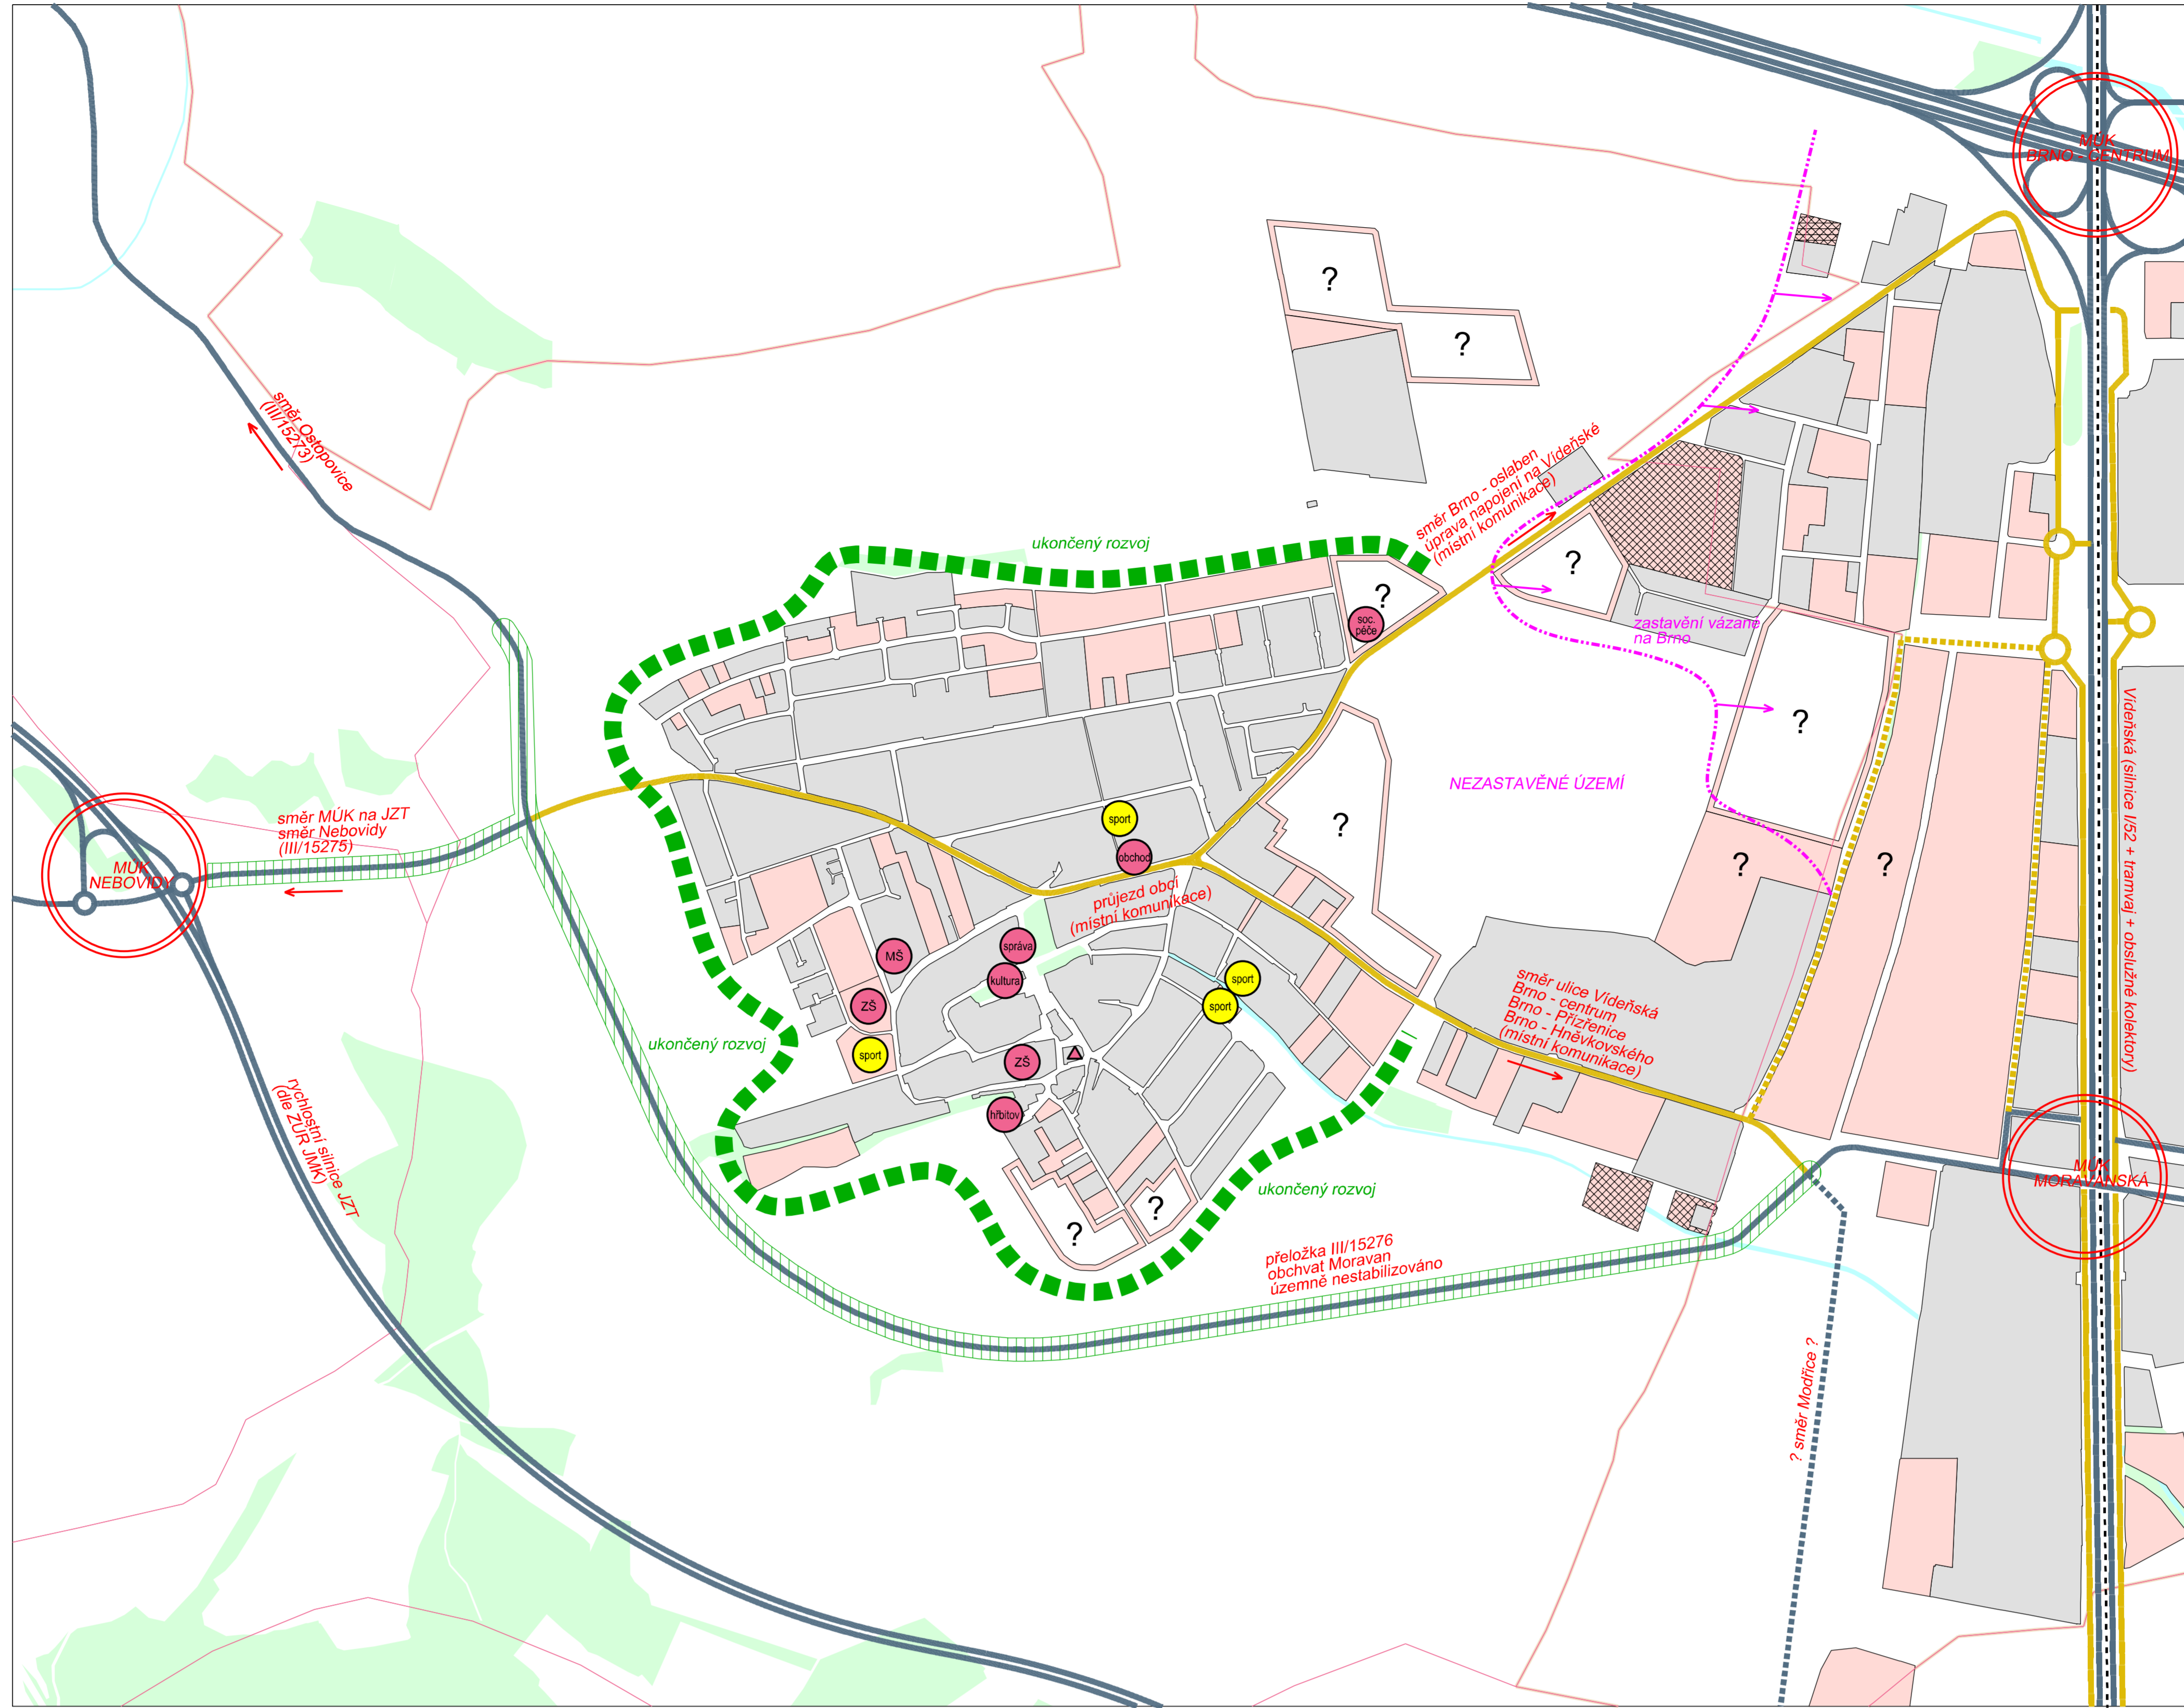 MÚK
BRNO - CENTRUM
?
?
směr Ostopovice
(III/15273)
směr Brno - oslaben
úprava napojení na Vídeňské
(místní komunikace)
ukončený rozvoj
?
?
soc.
péče
zastavění vázané
na Brno
?
Vídeňská (silnice I/52 + tramvaj + obslužné kolektory)
NEZASTAVĚNÉ ÚZEMÍ
směr MÚK na JZT
směr Nebovidy
(III/15275)
sport
?
obchod
?
?
MÚK
NEBOVIDY
průjezd obcí
(místní komunikace)
správa
MŠ
kultura
sport
sport
ZŠ
směr ulice Vídeňská
Brno - centrum
Brno - Přízřenice
Brno - Hněvkovského
(místní komunikace)
ukončený rozvoj
sport
ZŠ
hřbitov
rychlostní silnice JZT
(dle ZÚR JMK)
MÚK
MORAVANSKÁ
ukončený rozvoj
?
?
přeložka III/15276
obchvat Moravan
územně nestabilizováno
? směr Modřice ?